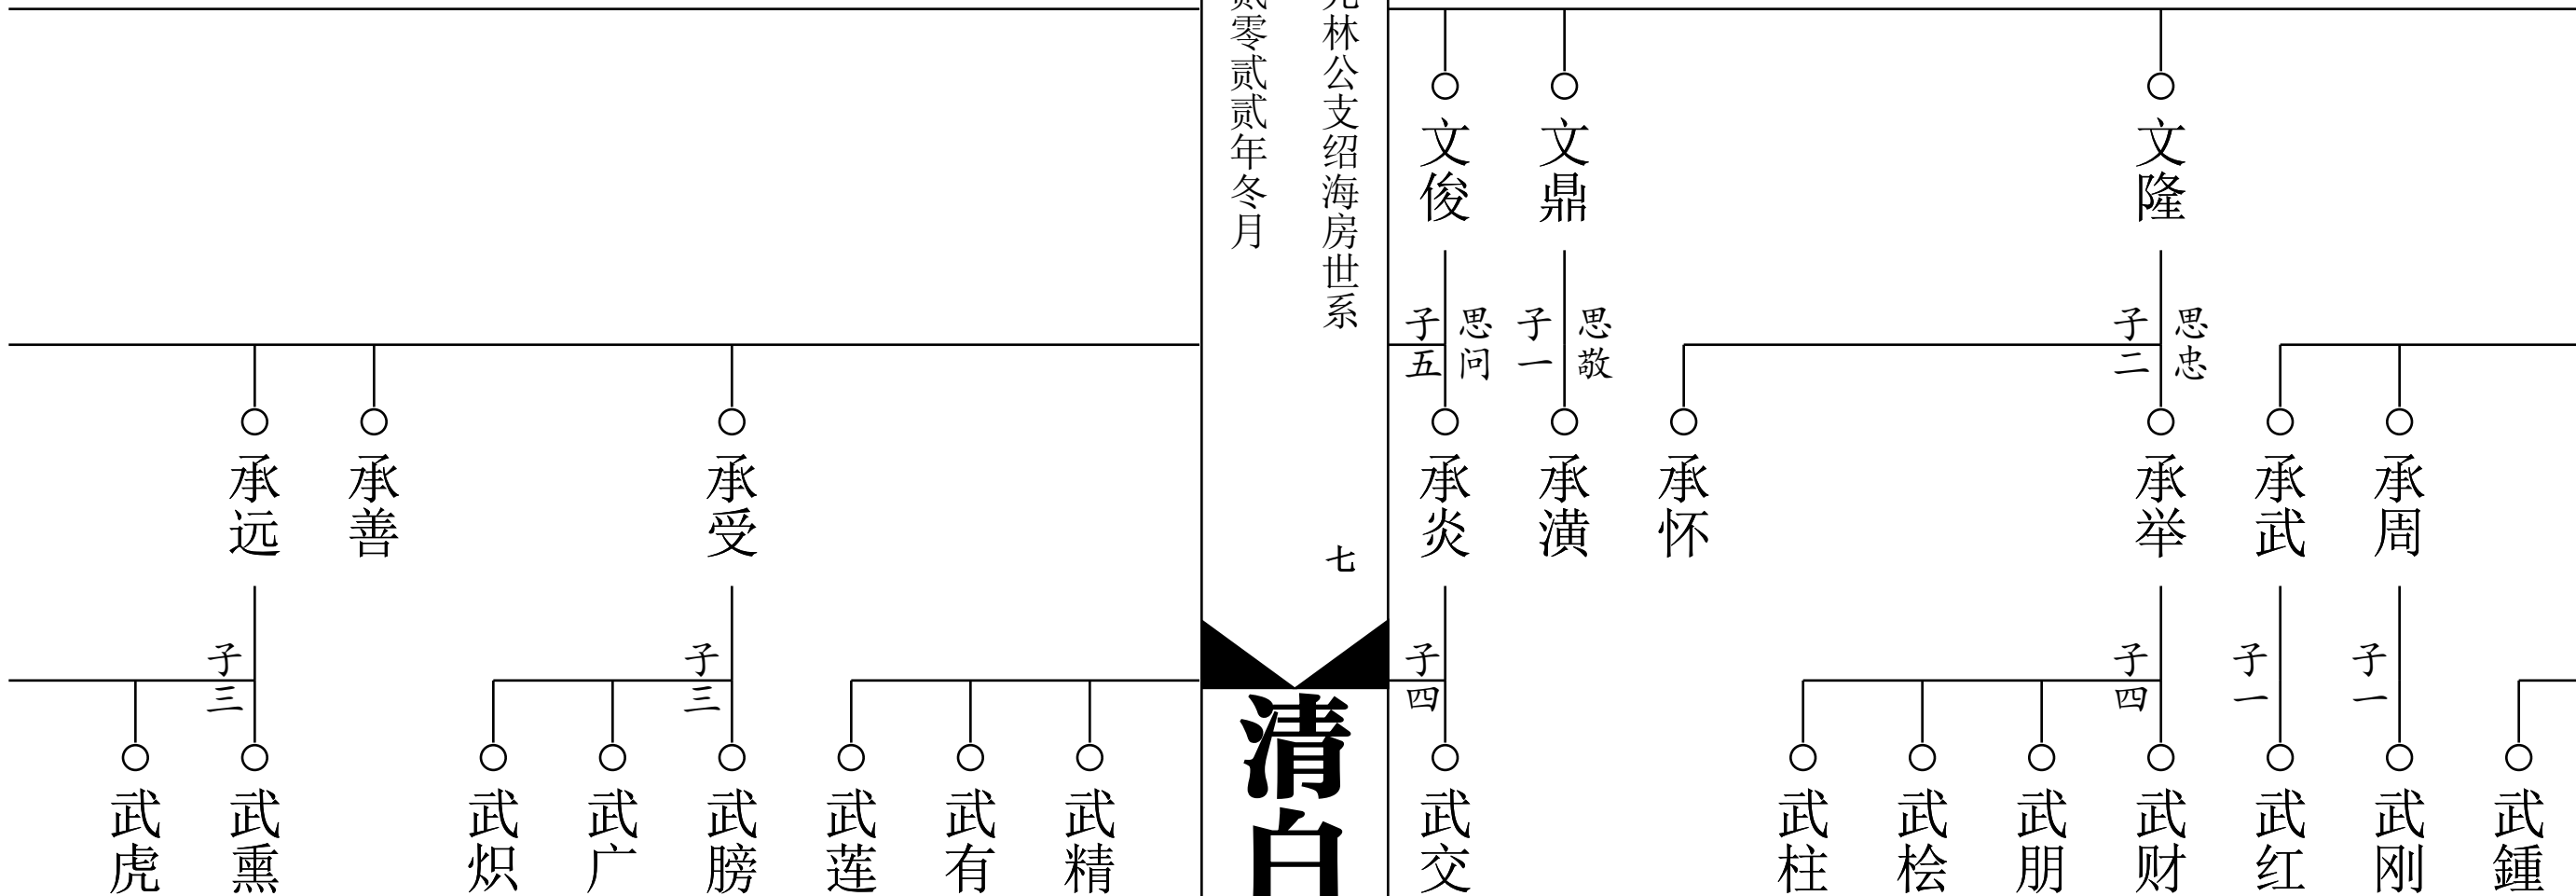 文隆
文鼎
文俊
思忠
子二
思敬
子一
思问
子五
承周
承武
承举
承怀
承潢
承炎
子一
子一
子四
子四
武鍾
武刚
武红
武财
武朋
武桧
武柱
武交
林公支绍海房世系
七
零贰贰年冬月
清白
承受
承善
承远
子三
子三
武精
武有
武莲
武膀
武广
武炽
武熏
武虎